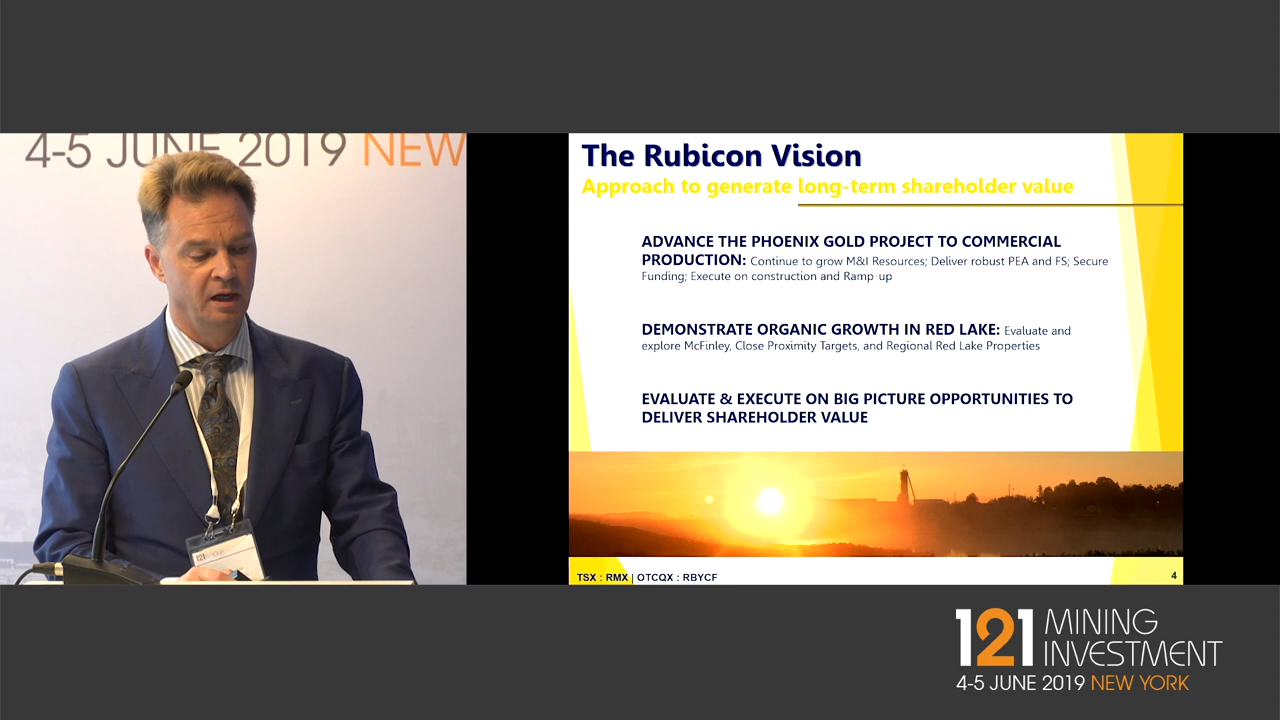 4-5 JUNE 2019 NEW
121
The Rubicon Vision
Approach to generate long-term shareholder value
ADVANCE THE PHOENIX GOLD PROJECT TO COMMERCIAL
PRODUCTION: Continue to grow M&I Resources; Deliver robust PEA and FS; Secure
Funding; Execute on construction and Ramp-up
DEMONSTRATE ORGANIC GROWTH IN RED LAKE: Evaluate and
explore McFinley, Close Proximity Targets, and Regional Red Lake Properties
EVALUATE & EXECUTE ON BIG PICTURE OPPORTUNITIES TO
DELIVER SHAREHOLDER VALUE
TSX : RMX | OTCQX : RBYCF
4
121 MINING
INVESTMENT
4-5 JUNE 2019 NEW YORK